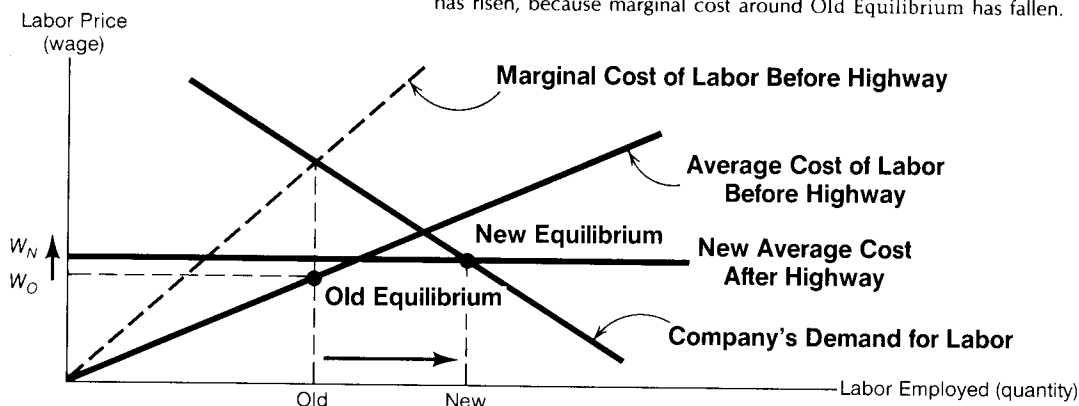 has risen, because marginal cost around Old Equilibrium has fallen.
Labor Price
(wage)
Marginal Cost of Labor Before Highway
Average Cost of Labor
Before Highway
W_N
New Equilibrium
New Average Cost
After Highway
W_O
Old Equilibrium
Company's Demand for Labor
Labor Employed (quantity)
Old
New